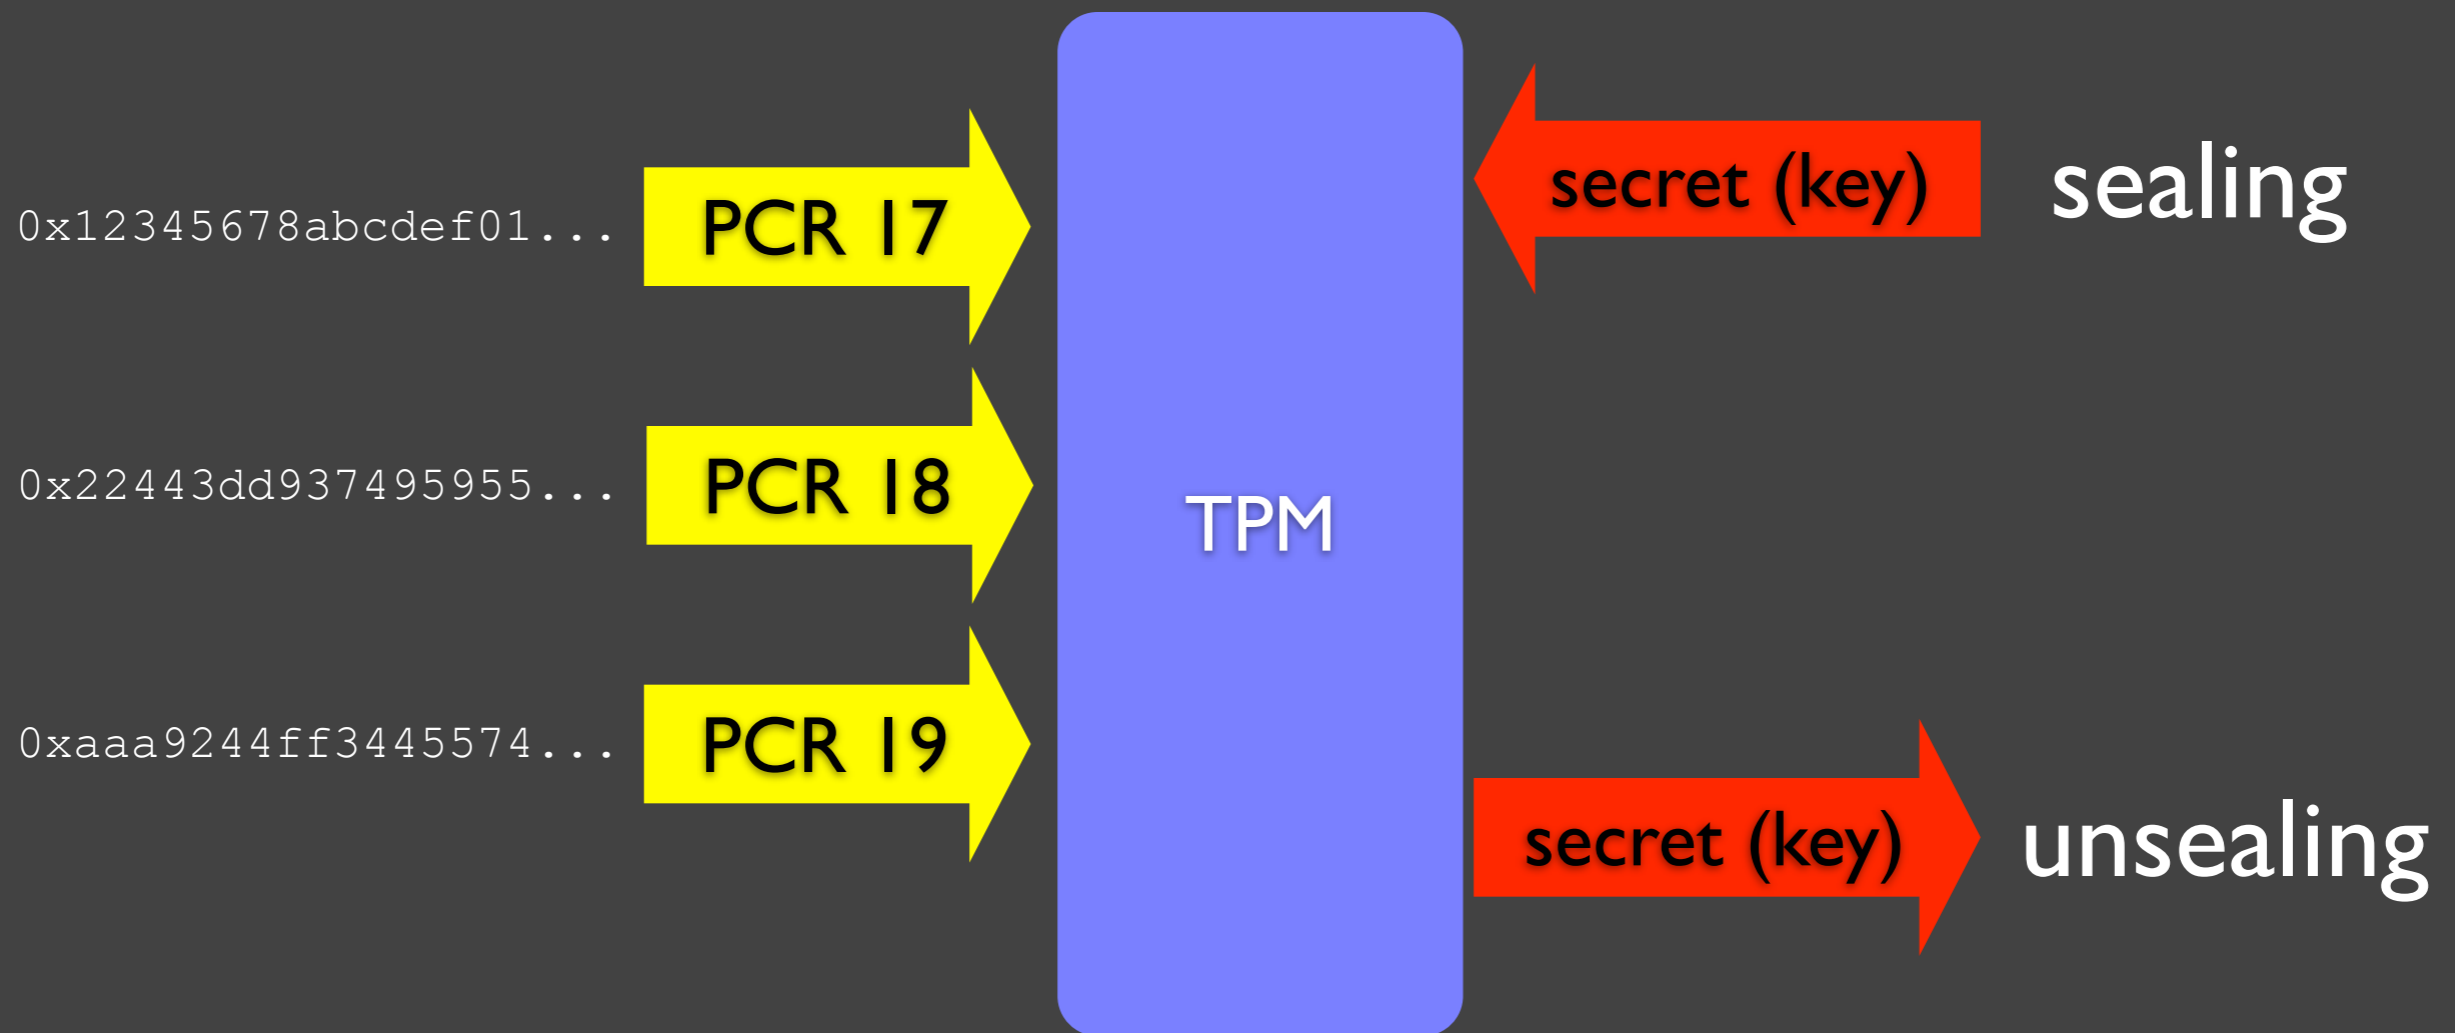 0x12345678abcdef01...
PCR 17
secret (key)
sealing
0x22443dd937495955...
PCR 18
TPM
0xaaa9244ff3445574...
PCR 19
secret (key)
unsealing